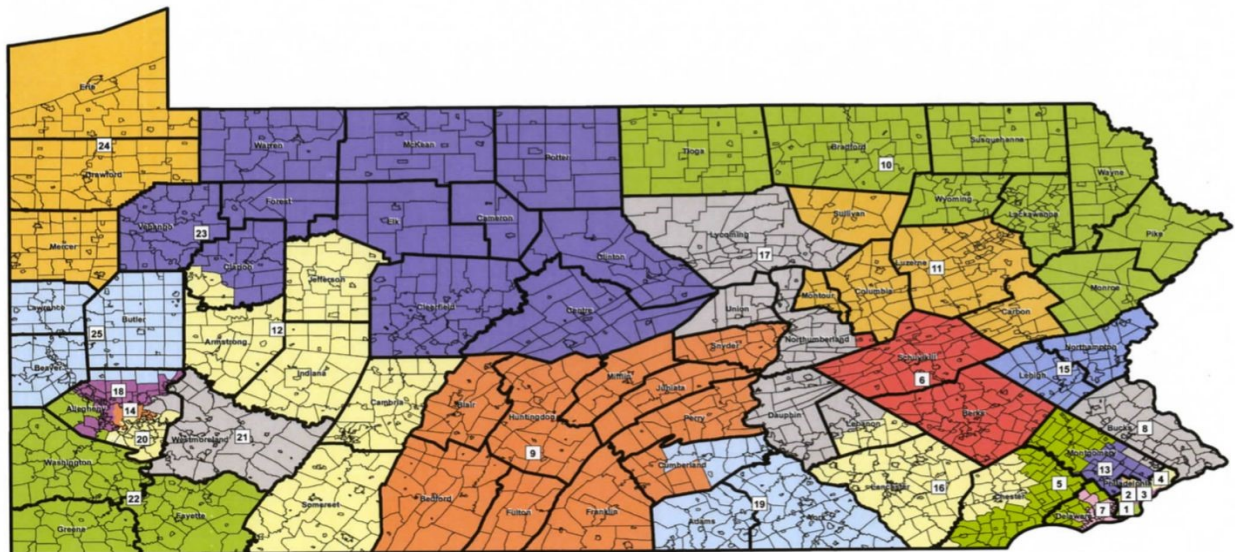 Erie
24
Crawford
Mercer
Warren
McKean
Potter
Tioga
Bradford
10
Susquehanna
Wayne
Forest
Venango
23
Elk
Cameron
Clarion
Jefferson
Clinton
Clearfield
Centre
Lycoming
17
Sullivan
Wyoming
Lackawanna
Pike
Luzerne
11
Monroe
Columbia
Montour
Carbon
Union
Northumberland
Snyder
Lawrence
Butler
25
Beaver
Armstrong
12
Indiana
Cambria
Blair
Huntingdon
Mifflin
Juniata
Perry
Dauphin
Lebanon
Schuylkill
6
Berks
Northampton
Lehigh
15
Bucks
8
18
Allegheny
14
20
Westmoreland
21
Washington
22
Greene
Fayette
Somerset
Bedford
9
Fulton
Franklin
Cumberland
Adams
19
York
Lancaster
16
Chester
5
Montgomery
13
Philadelphia
4
Delaware
7
2
3
1